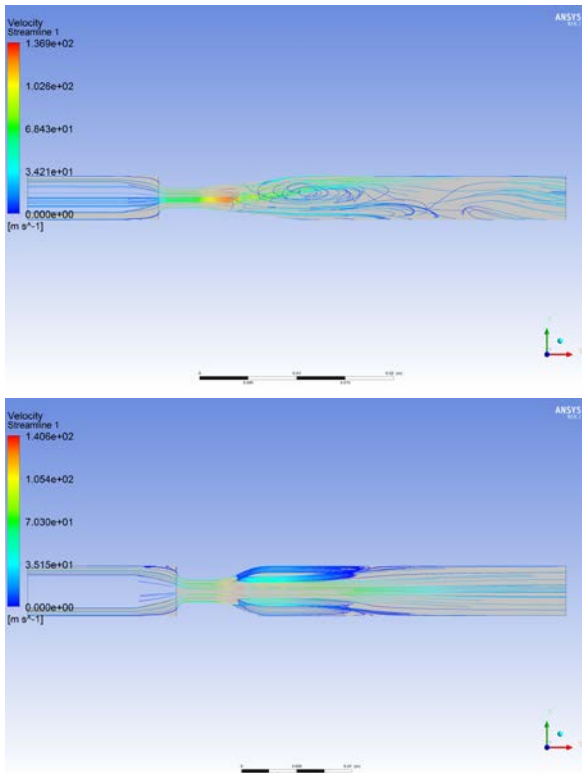 Velocity
Streamline 1
1.369e+02
1.026e+02
6.843e+01
3.421e+01
0.000e+00
[m s^-1]
ANSYS
Velocity
Streamline 1
1.406e+02
1.054e+02
7.030e+01
3.515e+01
0.000e+00
[m s^-1]
ANSYS